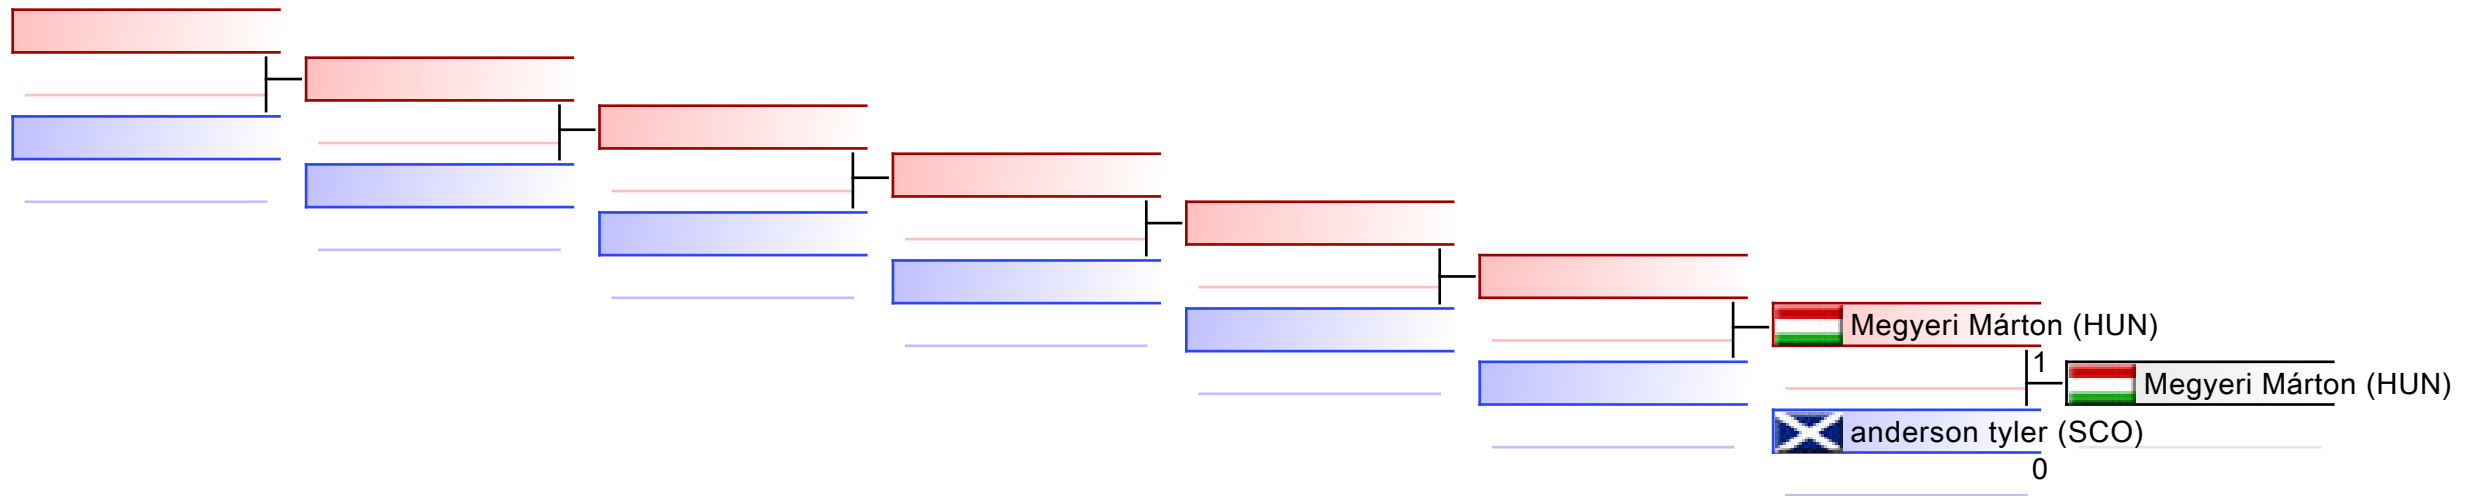 Megyeri Márton (HUN)
1
Megyeri Márton (HUN)
anderson tyler (SCO)
0